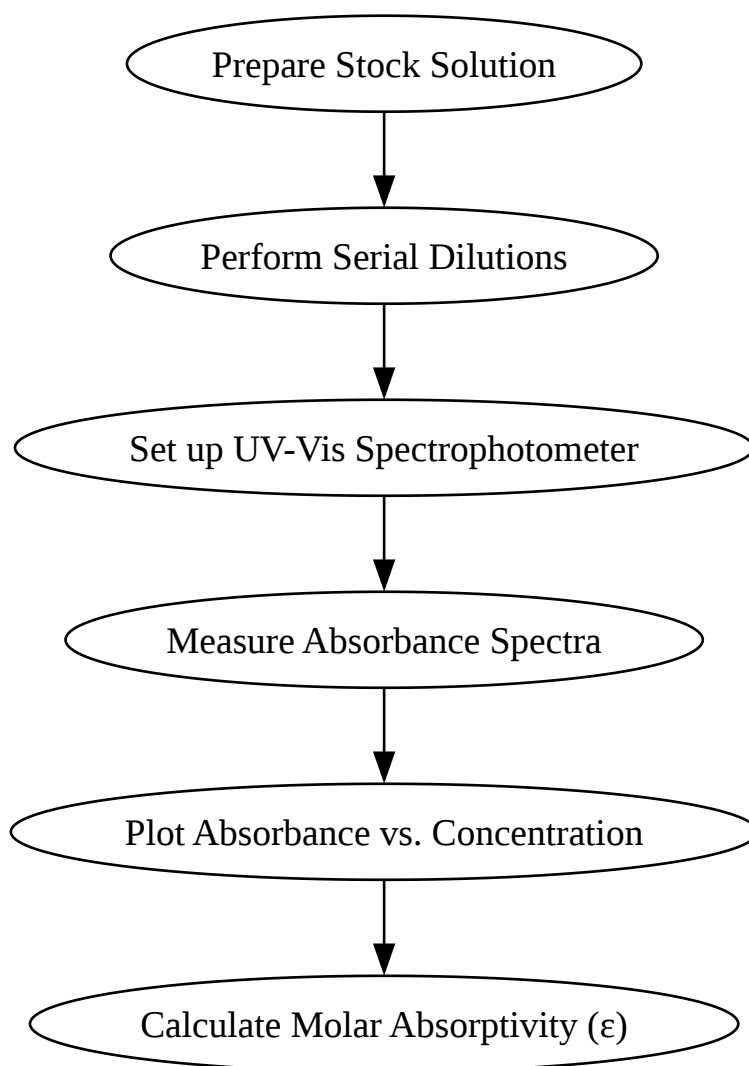 Prepare Stock Solution
Perform Serial Dilutions
Set up UV-Vis Spectrophotometer
Measure Absorbance Spectra
Plot Absorbance vs. Concentration
Calculate Molar Absorptivity (ε)